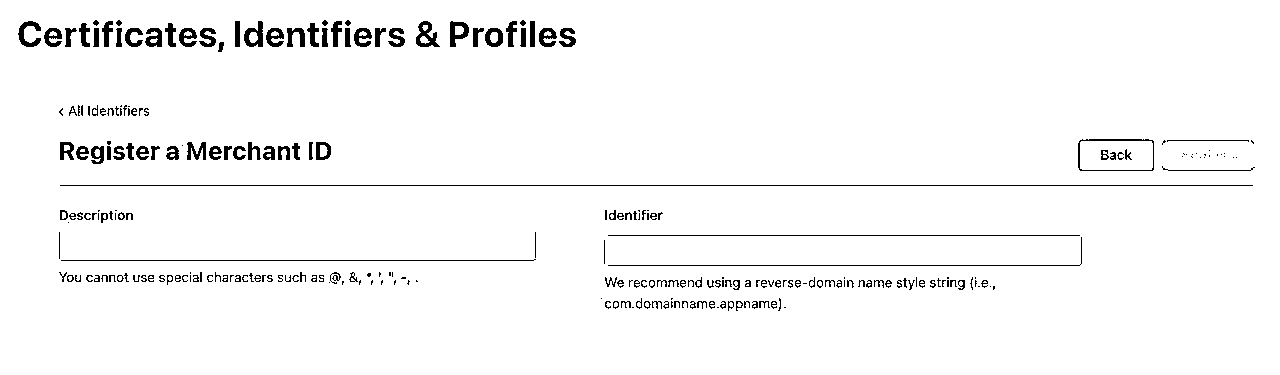 Certificates, Identifiers & Profiles
‹ All Identifiers
Register a Merchant ID
Back
Description
Identifier
You cannot use special characters such as @, &, *, ', ", -, .
We recommend using a reverse-domain name style string (i.e.,
com.domainname.appname).